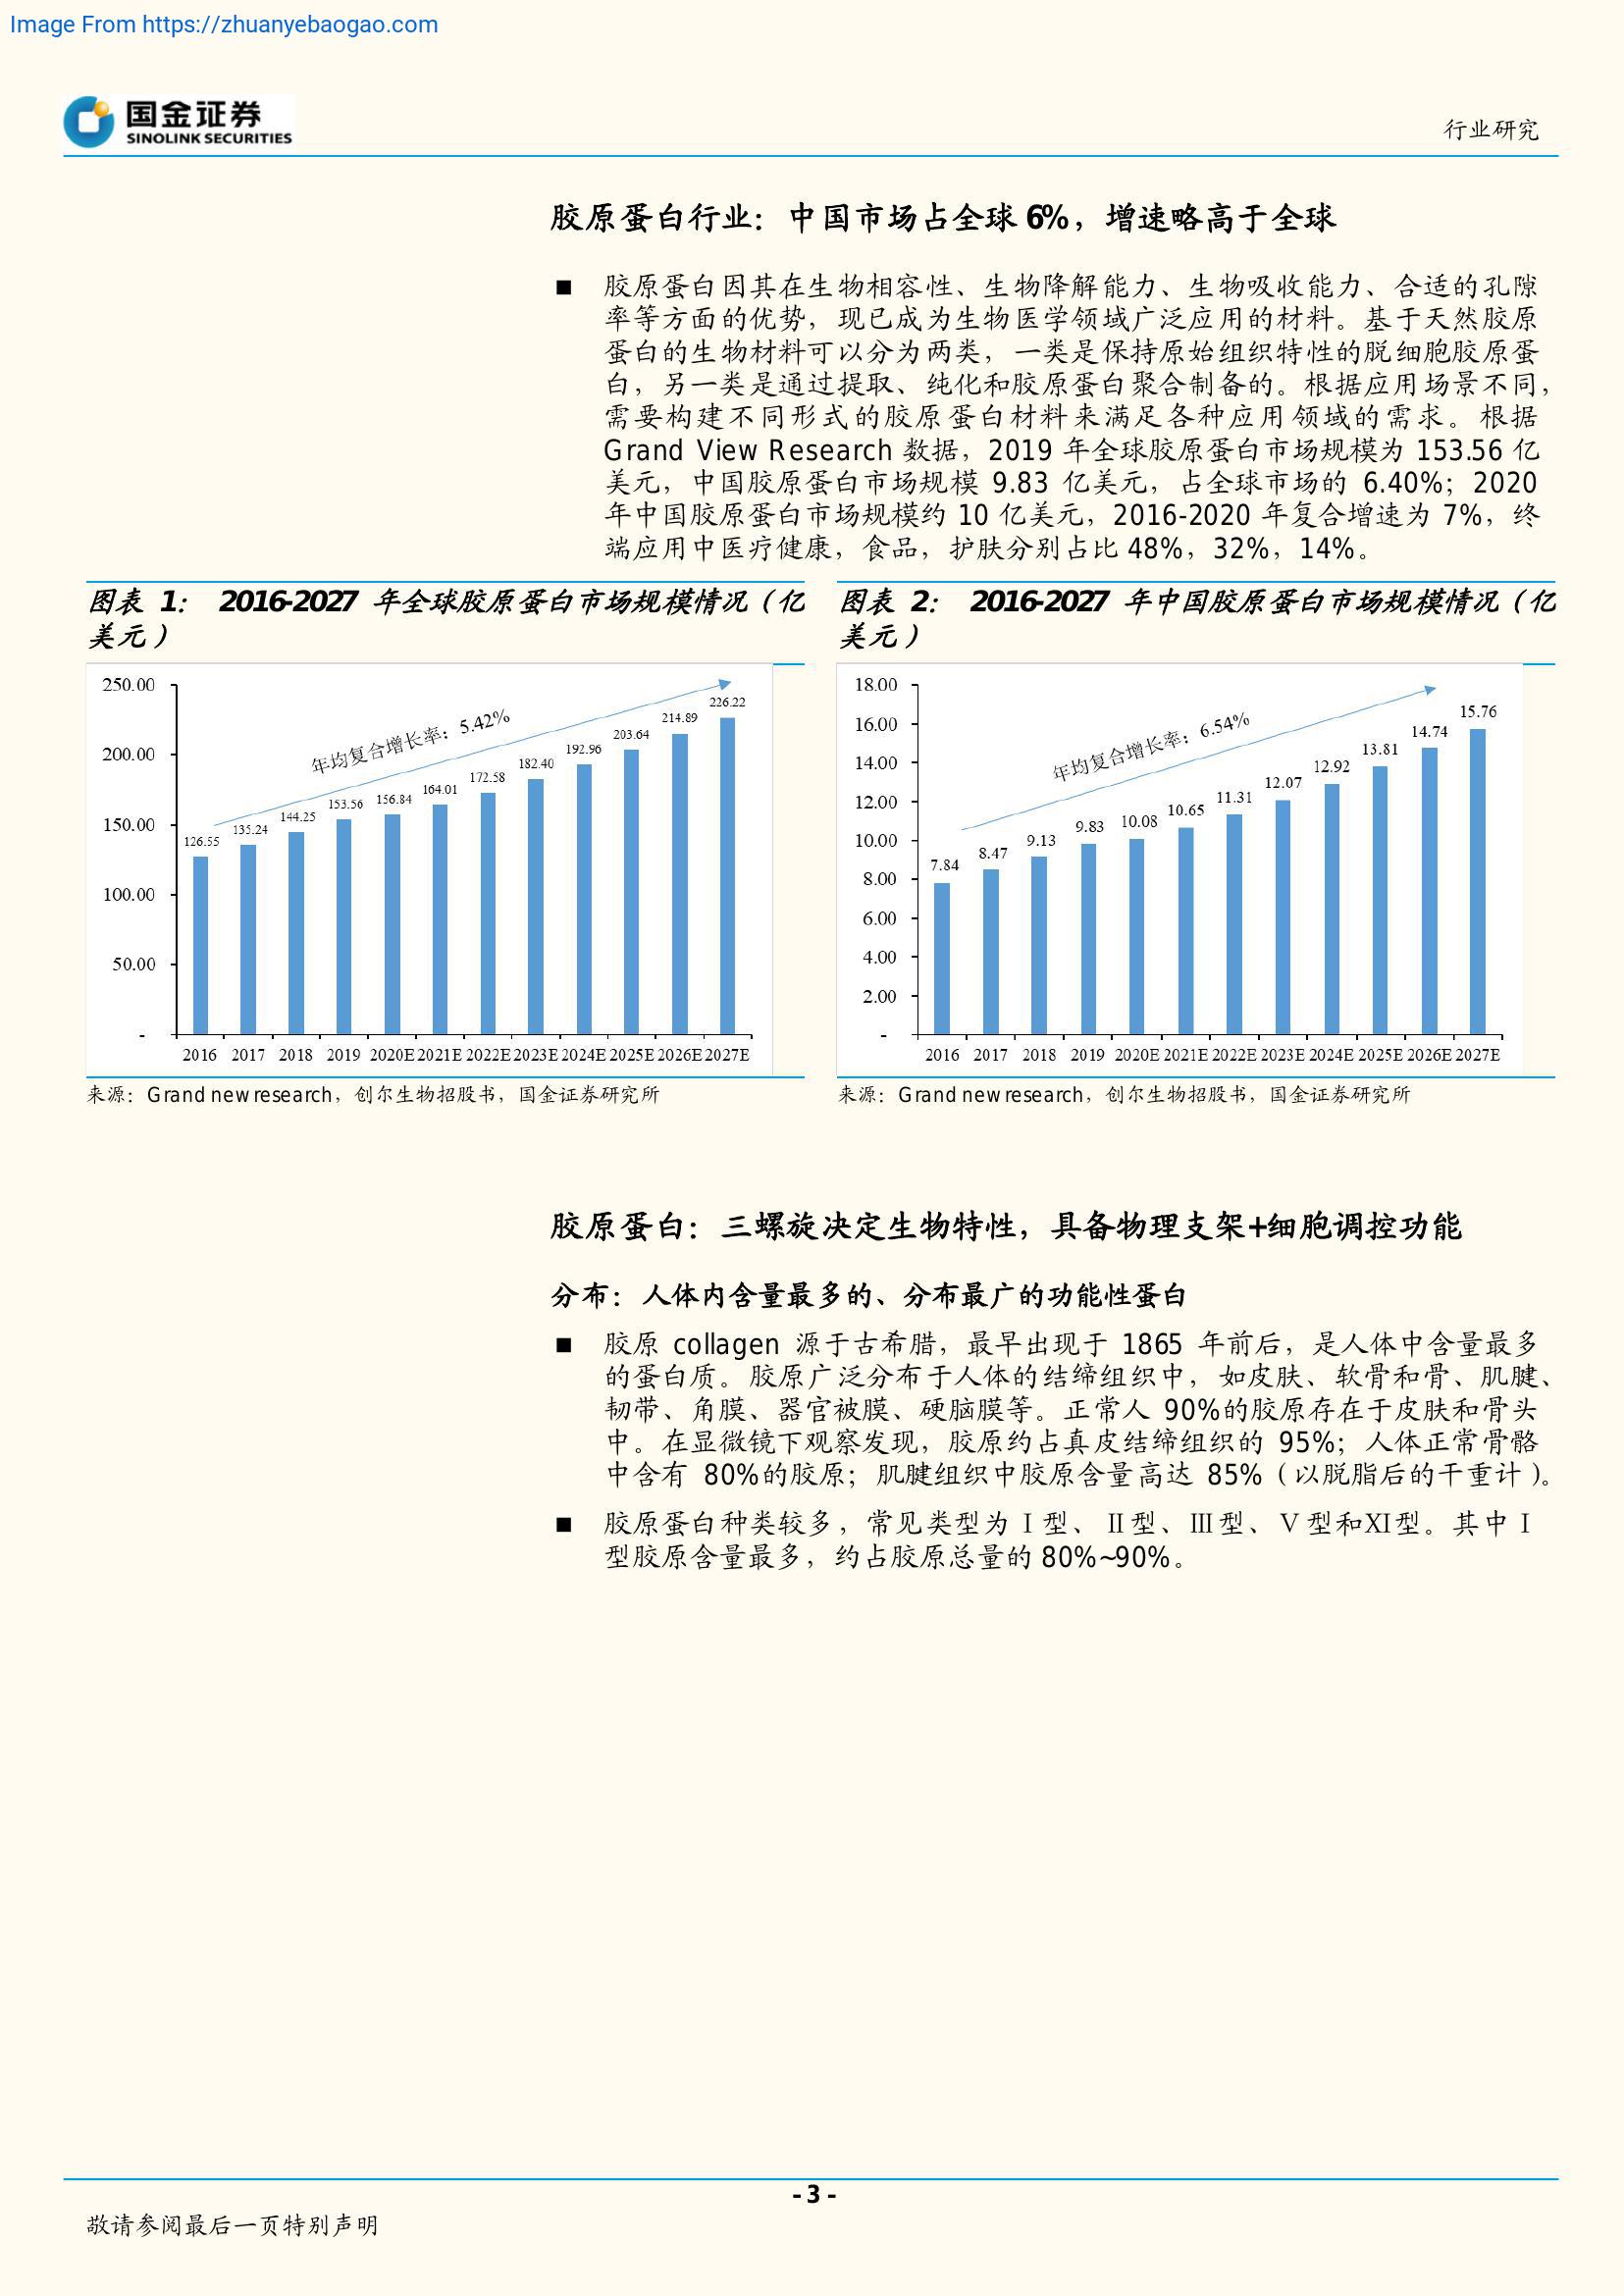 Image From https://zhuanyebaogao.com
国金证券
SINOLINK SECURITIES
行业研究
胶原蛋白行业：中国市场占全球 6%，增速略高于全球
■ 胶原蛋白因其在生物相容性、生物降解能力、生物吸收能力、合适的孔隙
率等方面的优势，现已成为生物医学领域广泛应用的材料。基于天然胶原
蛋白的生物材料可以分为两类，一类是保持原始组织特性的脱细胞胶原蛋
白，另一类是通过提取、纯化和胶原蛋白聚合制备的。根据应用场景不同，
需要构建不同形式的胶原蛋白材料来满足各种应用领域的需求。根据
Grand View Research 数据，2019 年全球胶原蛋白市场规模为 153.56 亿
美元，中国胶原蛋白市场规模 9.83 亿美元，占全球市场的 6.40%；2020
年中国胶原蛋白市场规模约 10 亿美元，2016-2020 年复合增速为 7%，终
端应用中医疗健康，食品，护肤分别占比 48%，32%，14%。
图表 1： 2016-2027 年全球胶原蛋白市场规模情况（亿
美元）
250.00
200.00
150.00
100.00
50.00
-
年均复合增长率：5.42%
126.55 135.24 144.25 153.56 156.84 164.01 172.58 182.40 192.96 203.64 214.89 226.22
2016 2017 2018 2019 2020E 2021E 2022E 2023E 2024E 2025E 2026E 2027E
来源：Grand new research，创尔生物招股书，国金证券研究所
图表 2： 2016-2027 年中国胶原蛋白市场规模情况（亿
美元）
18.00
16.00
14.00
12.00
10.00
8.00
6.00
4.00
2.00
-
年均复合增长率：6.54%
7.84 8.47 9.13 9.83 10.08 10.65 11.31 12.07 12.92 13.81 14.74 15.76
2016 2017 2018 2019 2020E 2021E 2022E 2023E 2024E 2025E 2026E 2027E
来源：Grand new research，创尔生物招股书，国金证券研究所
胶原蛋白：三螺旋决定生物特性，具备物理支架+细胞调控功能
分布：人体内含量最多的、分布最广的功能性蛋白
■ 胶原 collagen 源于古希腊，最早出现于 1865 年前后，是人体中含量最多
的蛋白质。胶原广泛分布于人体的结缔组织中，如皮肤、软骨和骨、肌腱、
韧带、角膜、器官被膜、硬脑膜等。正常人 90%的胶原存在于皮肤和骨头
中。在显微镜下观察发现，胶原约占真皮结缔组织的 95%；人体正常骨骼
中含有 80%的胶原；肌腱组织中胶原含量高达 85%（以脱脂后的干重计）。
■ 胶原蛋白种类较多，常见类型为Ⅰ型、Ⅱ型、Ⅲ型、Ⅴ型和Ⅺ型。其中Ⅰ
型胶原含量最多，约占胶原总量的 80%~90%。
- 3 -
敬请参阅最后一页特别声明